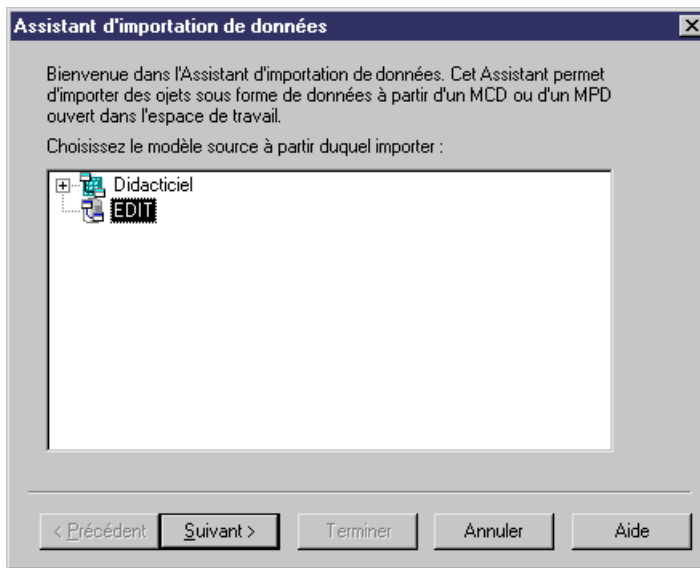 Assistant d'importation de données
Bienvenue dans l'Assistant d'importation de données. Cet Assistant permet
d'importer des ojets sous forme de données à partir d'un MCD ou d'un MPD
ouvert dans l'espace de travail.
Choisissez le modèle source à partir duquel importer :
Didacticiel
EDIT
< Précédent Suivant > Terminer Annuler Aide